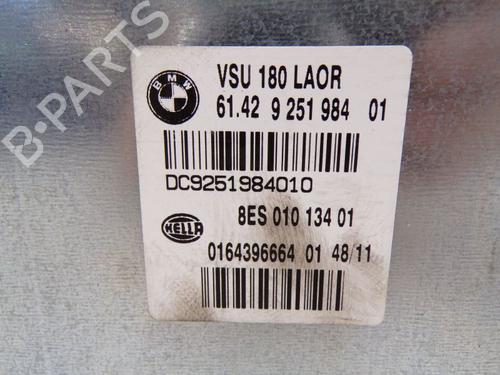 BMW
VSU 180 LAOR
61.42 9 251 984 01
DC9251984010
8ES 010 134 01
HELLA
0164396664 01 48/11
B-PARTS